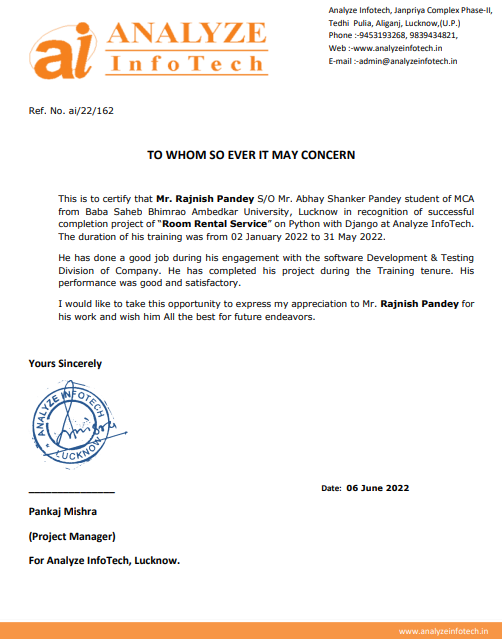 ai ANALYZE
InfoTech
Analyze Infotech, Janpriya Complex Phase-II,
Tedhi Pulia, Aliganj, Lucknow,(U.P.)
Phone :-9453193268, 9839434821,
Web :-www.analyzeinfotech.in
E-mail :-admin@analyzeinfotech.in
Ref. No. ai/22/162
TO WHOM SO EVER IT MAY CONCERN
This is to certify that Mr. Rajnish Pandey S/O Mr. Abhay Shanker Pandey student of MCA
from Baba Saheb Bhimrao Ambedkar University, Lucknow in recognition of successful
completion project of “Room Rental Service” on Python with Django at Analyze InfoTech.
The duration of his training was from 02 January 2022 to 31 May 2022.
He has done a good job during his engagement with the software Development & Testing
Division of Company. He has completed his project during the Training tenure. His
performance was good and satisfactory.
I would like to take this opportunity to express my appreciation to Mr. Rajnish Pandey for
his work and wish him All the best for future endeavors.
Yours Sincerely
ANALYZE INFOTECH
LUCKNOW
Date: 06 June 2022
Pankaj Mishra
(Project Manager)
For Analyze InfoTech, Lucknow.
www.analyzeinfotech.in